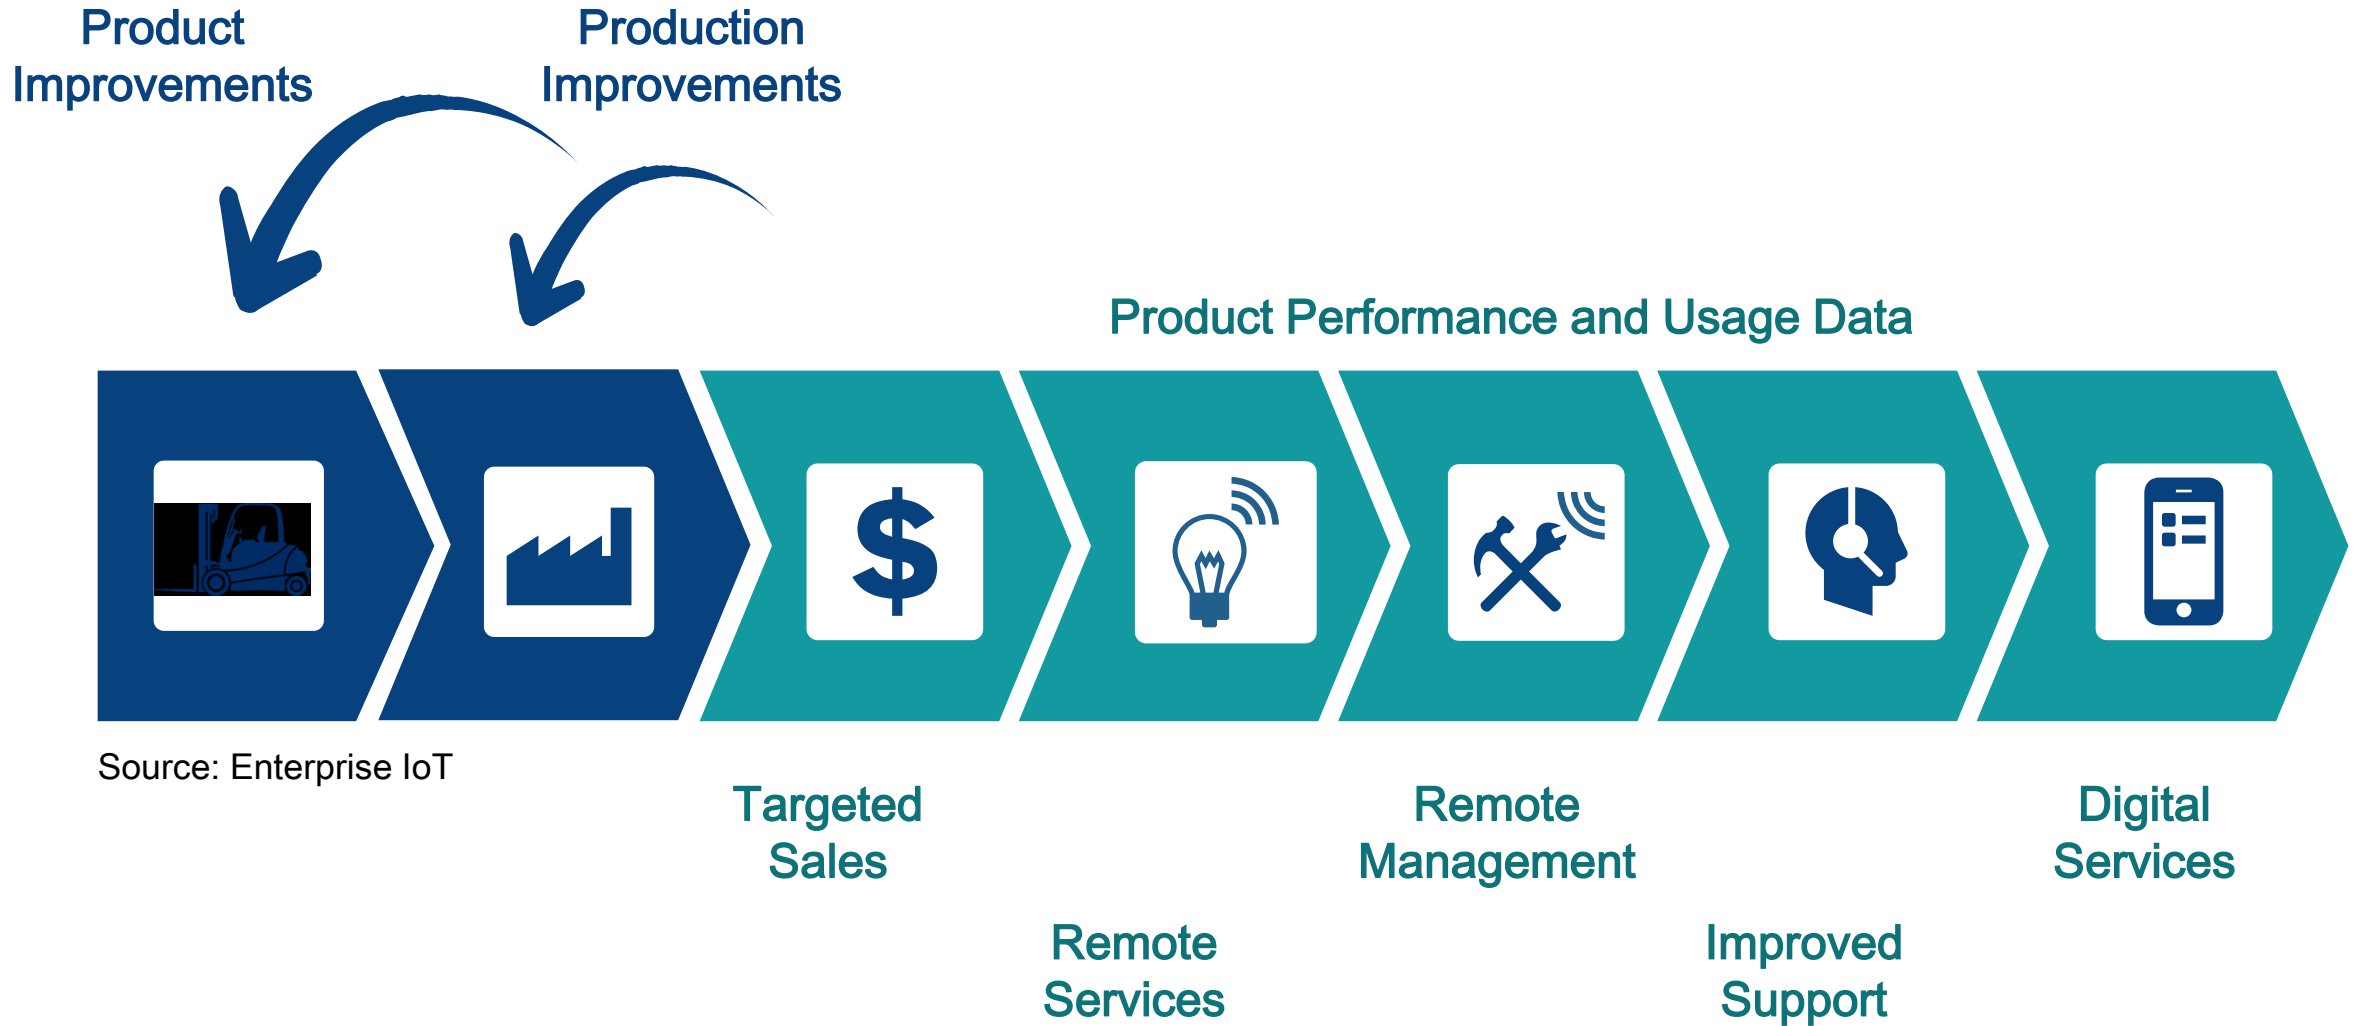 Product
Improvements
Production
Improvements
Product Performance and Usage Data
Source: Enterprise IoT
Targeted
Sales
Remote
Services
Remote
Management
Improved
Support
Digital
Services